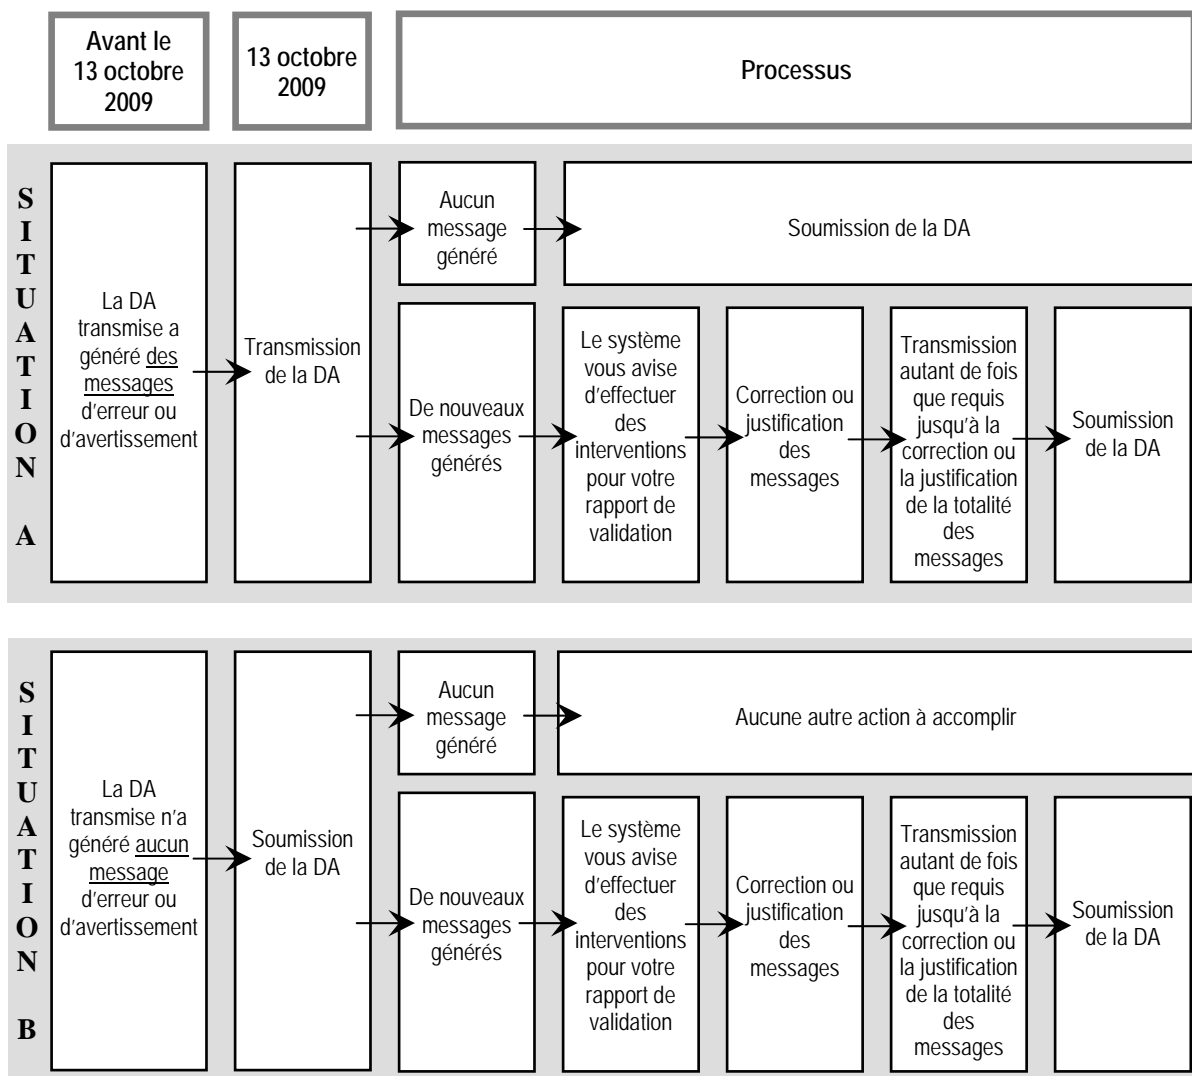 Avant le
13 octobre
2009
13 octobre
2009
Processus
SITUATION A
La DA
transmise a
généré des
messages
d'erreur ou
d'avertissement
Transmission
de la DA
Aucun
message
généré
Soumission de la DA
De nouveaux
messages
générés
Le système
vous avise
d'effectuer
des
interventions
pour votre
rapport de
validation
Correction ou
justification
des
messages
Transmission
autant de fois
que requis
jusqu'à la
correction ou
la justification
de la totalité
des
messages
Soumission
de la DA
SITUATION B
La DA
transmise n'a
généré aucun
message
d'erreur ou
d'avertissement
Soumission
de la DA
Aucun
message
généré
Aucune autre action à accomplir
De nouveaux
messages
générés
Le système
vous avise
d'effectuer
des
interventions
pour votre
rapport de
validation
Correction ou
justification
des
messages
Transmission
autant de fois
que requis
jusqu'à la
correction ou
la justification
de la totalité
des
messages
Soumission
de la DA